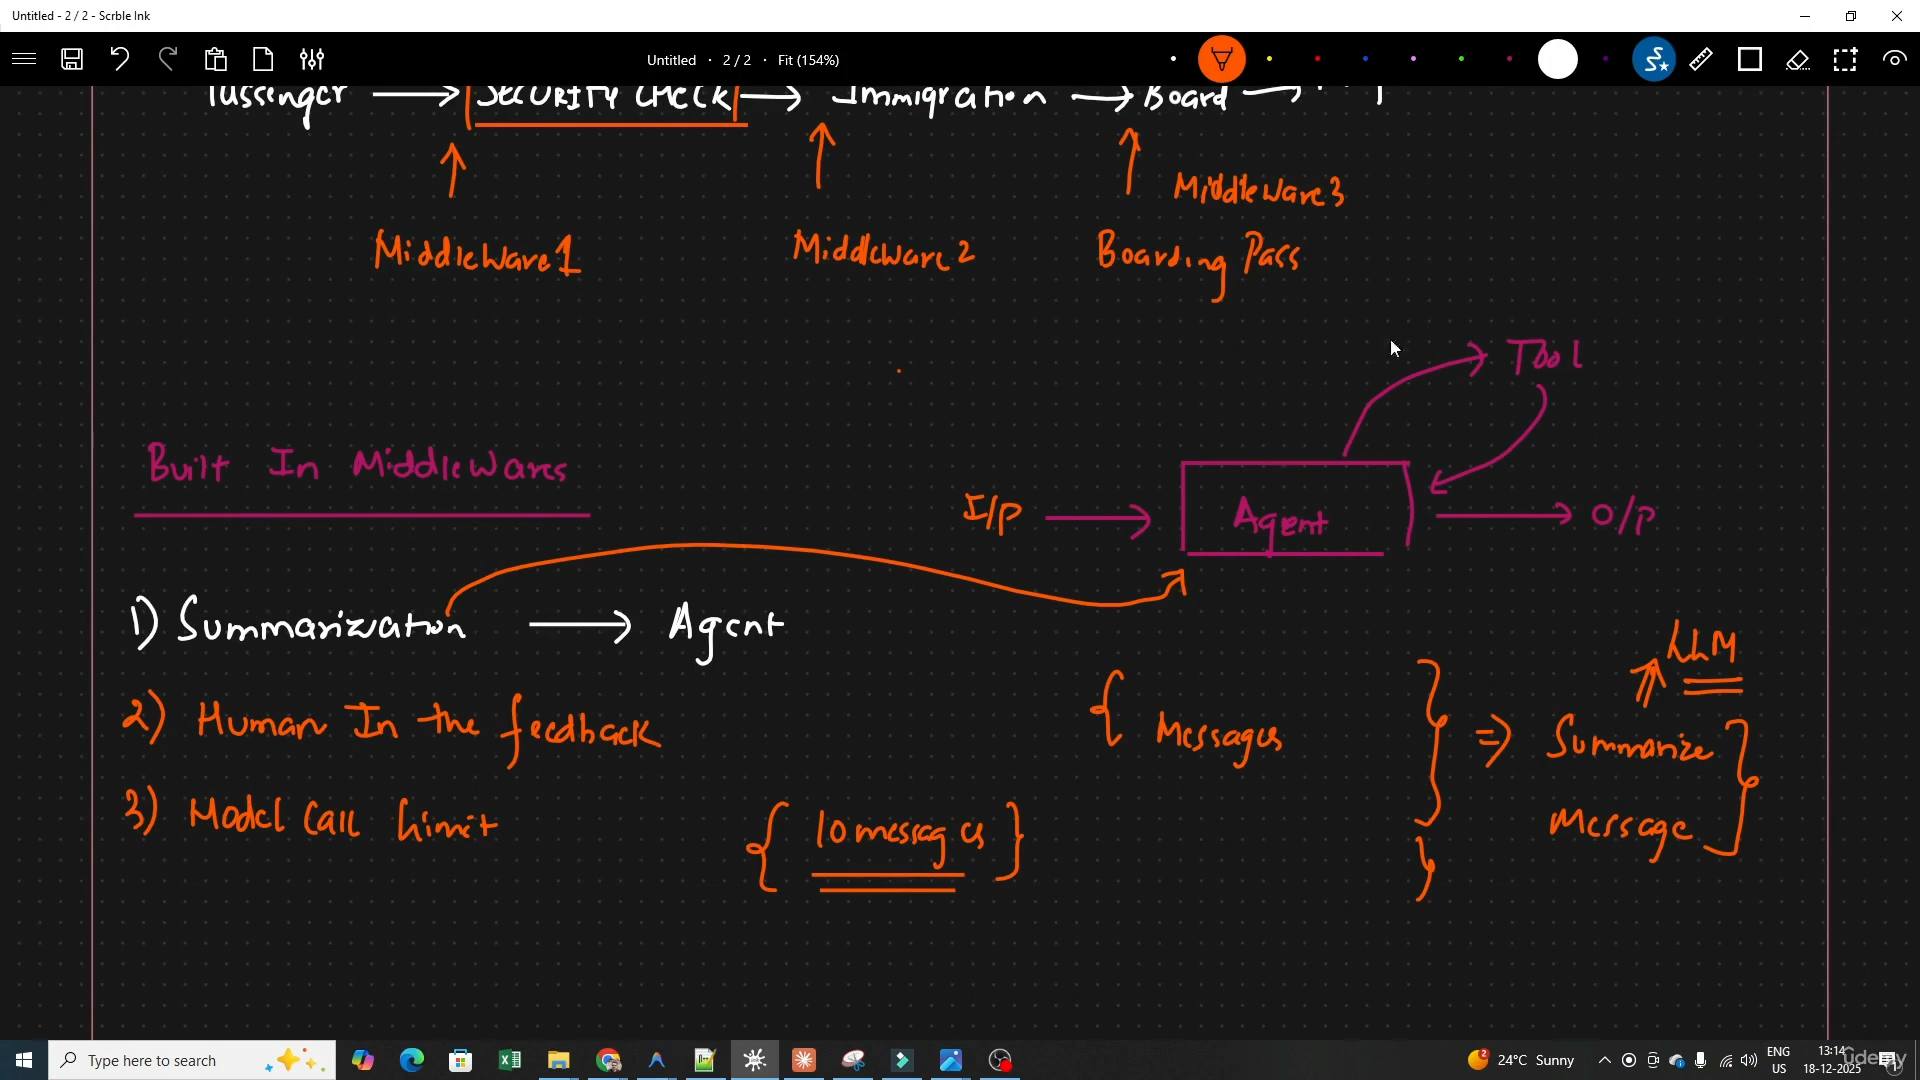 Untitled - 2 / 2 - Scrble Ink
Untitled · 2 / 2 · Fit (154%)
Passenger → SECURITY CHECK → Immigration → Board →
MiddleWare 3
MiddleWare 1
Middleware 2
Boarding Pass
Tool
Built In MiddleWares
I/P → Agent → O/P
1) Summarization → Agent
LLM
2) Human In the feedback
{ Messages } => Summarize
3) Model Call Limit
{ 10 messages }
Message
Type here to search
24°C Sunny
ENG
US
13:14
18-12-2025
udemy